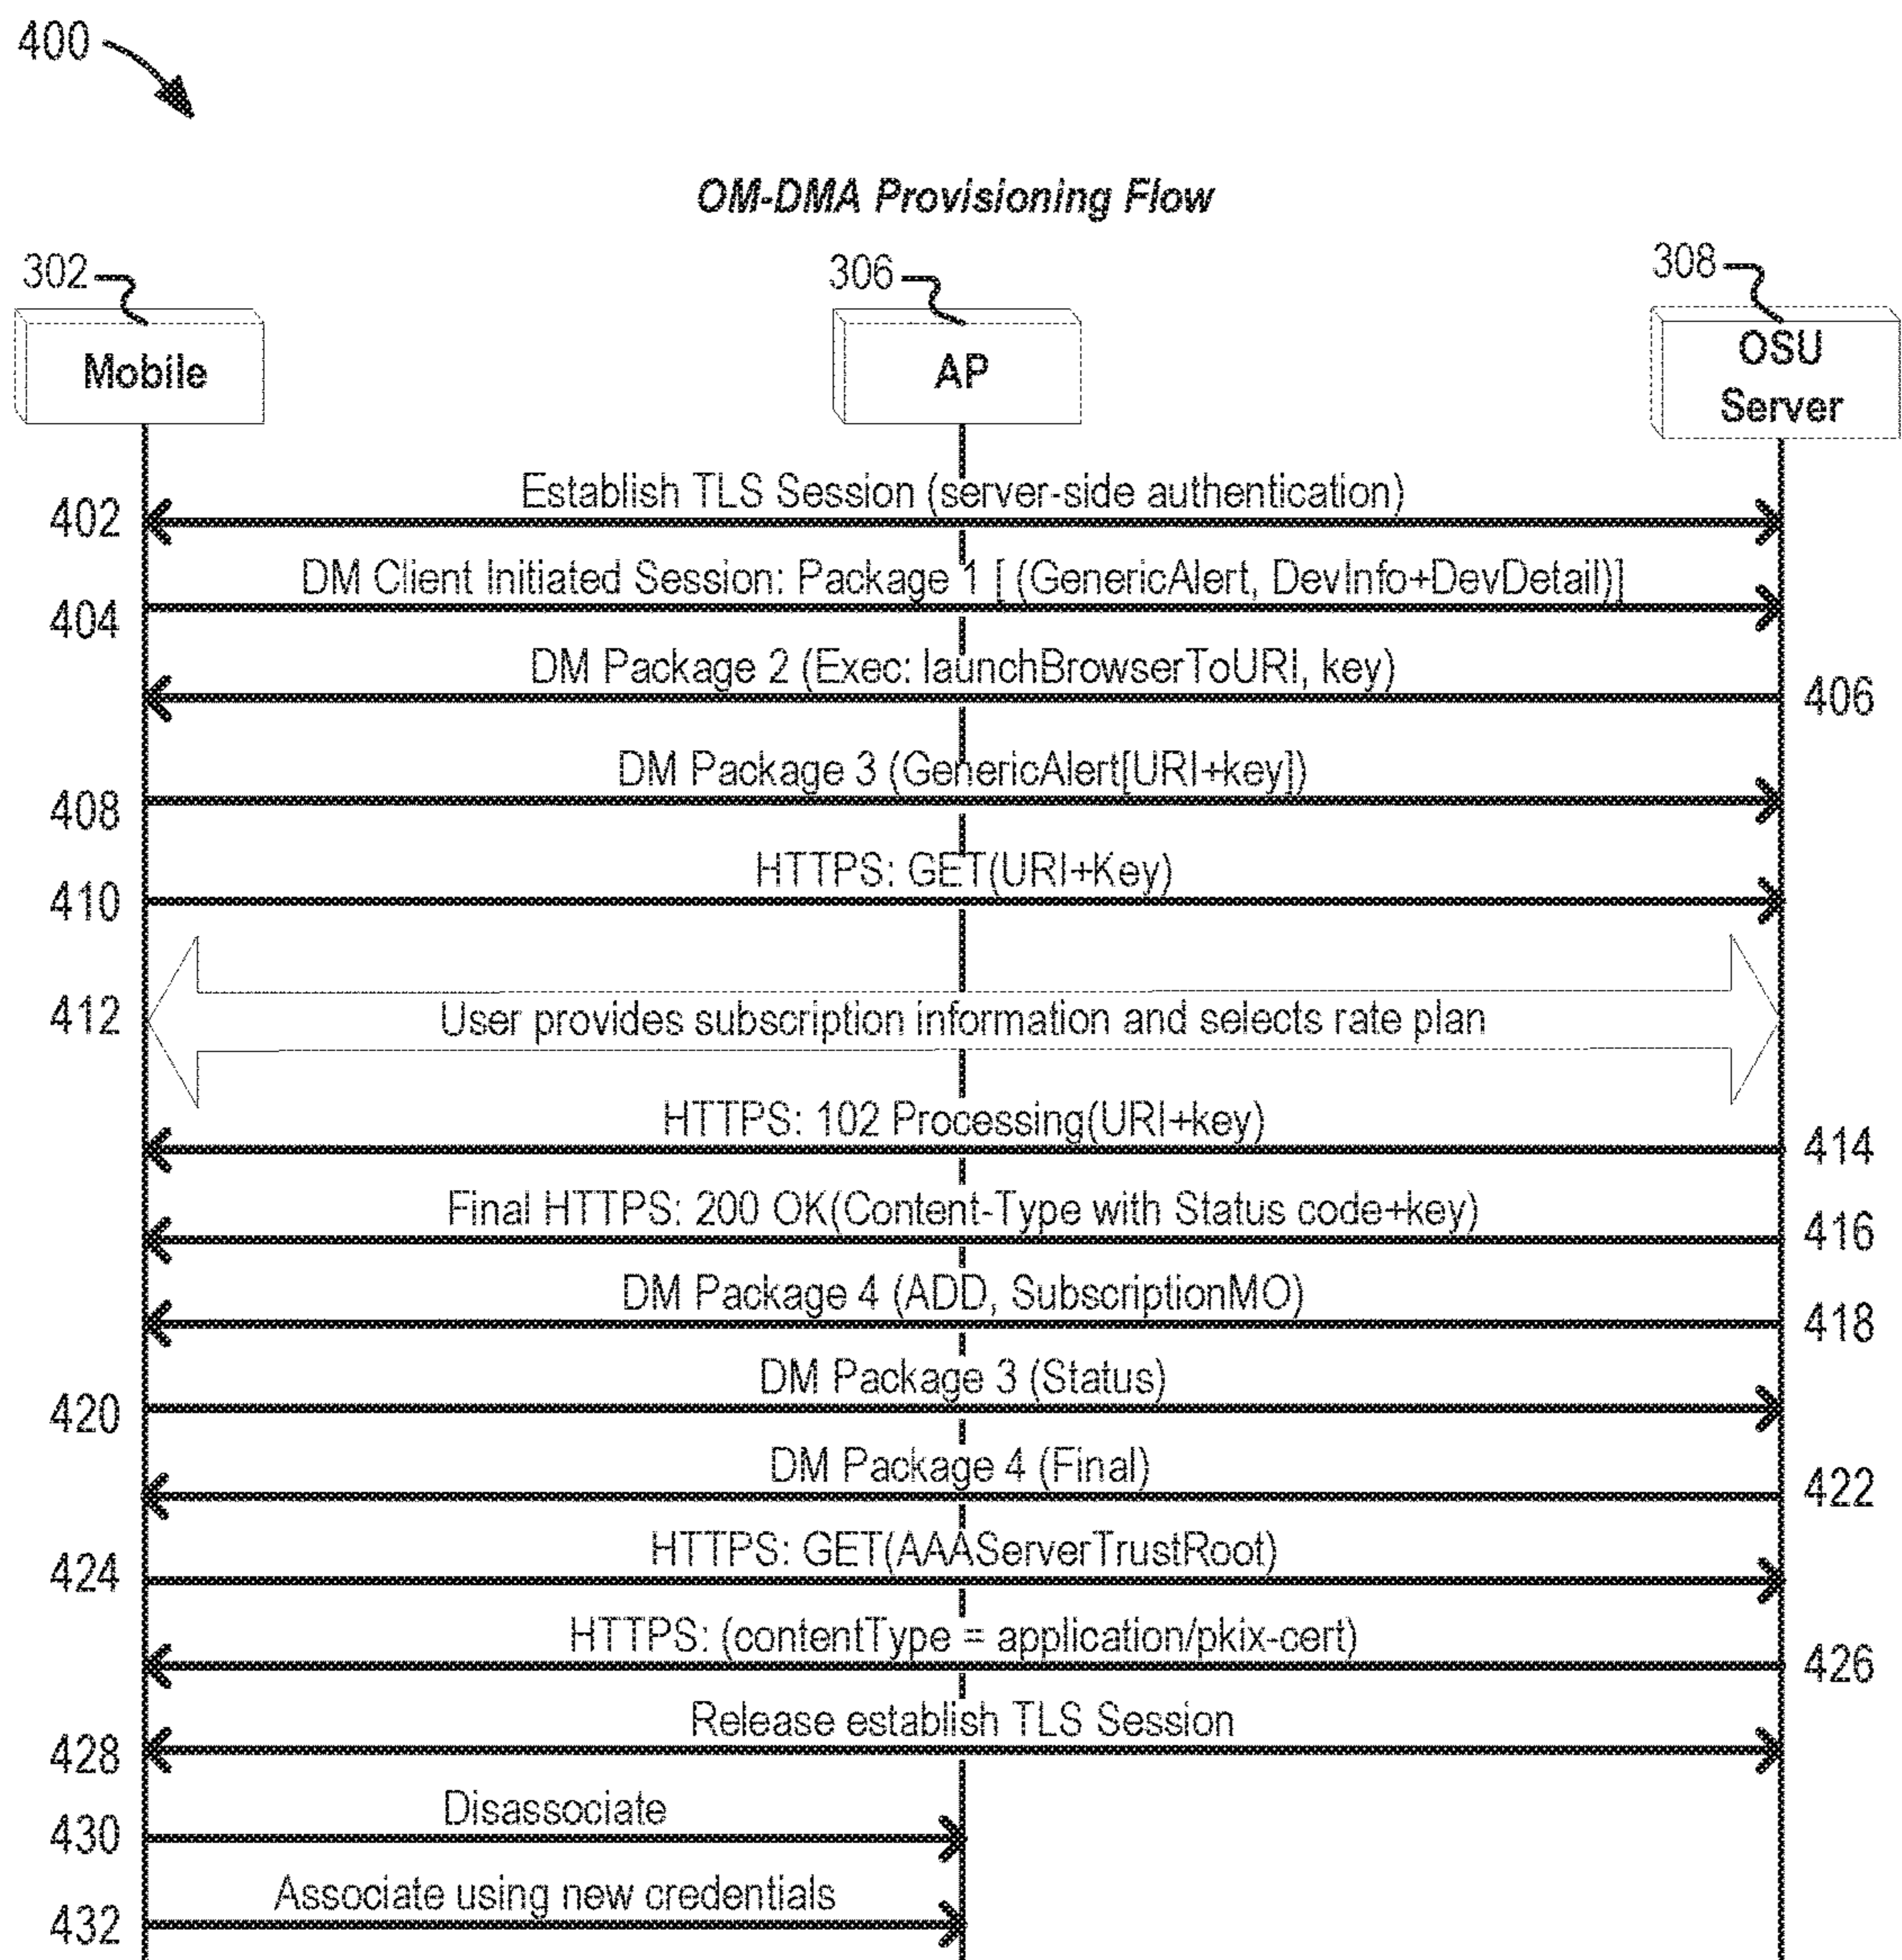 400
OM-DMA Provisioning Flow
302
306
308
Mobile
AP
OSU
Server
Establish TLS Session (server-side authentication)
402
DM Client Initiated Session: Package 1 [ (GenericAlert, DevInfo+DevDetail)]
404
DM Package 2 (Exec: launchBrowserToURI, key)
406
DM Package 3 (GenericAlert[URI+key])
408
HTTPS: GET(URI+Key)
410
412
User provides subscription information and selects rate plan
HTTPS: 102 Processing(URI+key)
414
Final HTTPS: 200 OK(Content-Type with Status code+key)
416
DM Package 4 (ADD, SubscriptionMO)
418
DM Package 3 (Status)
420
DM Package 4 (Final)
422
HTTPS: GET(AAAServerTrustRoot)
424
HTTPS: (contentType = application/pkix-cert)
426
Release establish TLS Session
428
Disassociate
430
Associate using new credentials
432